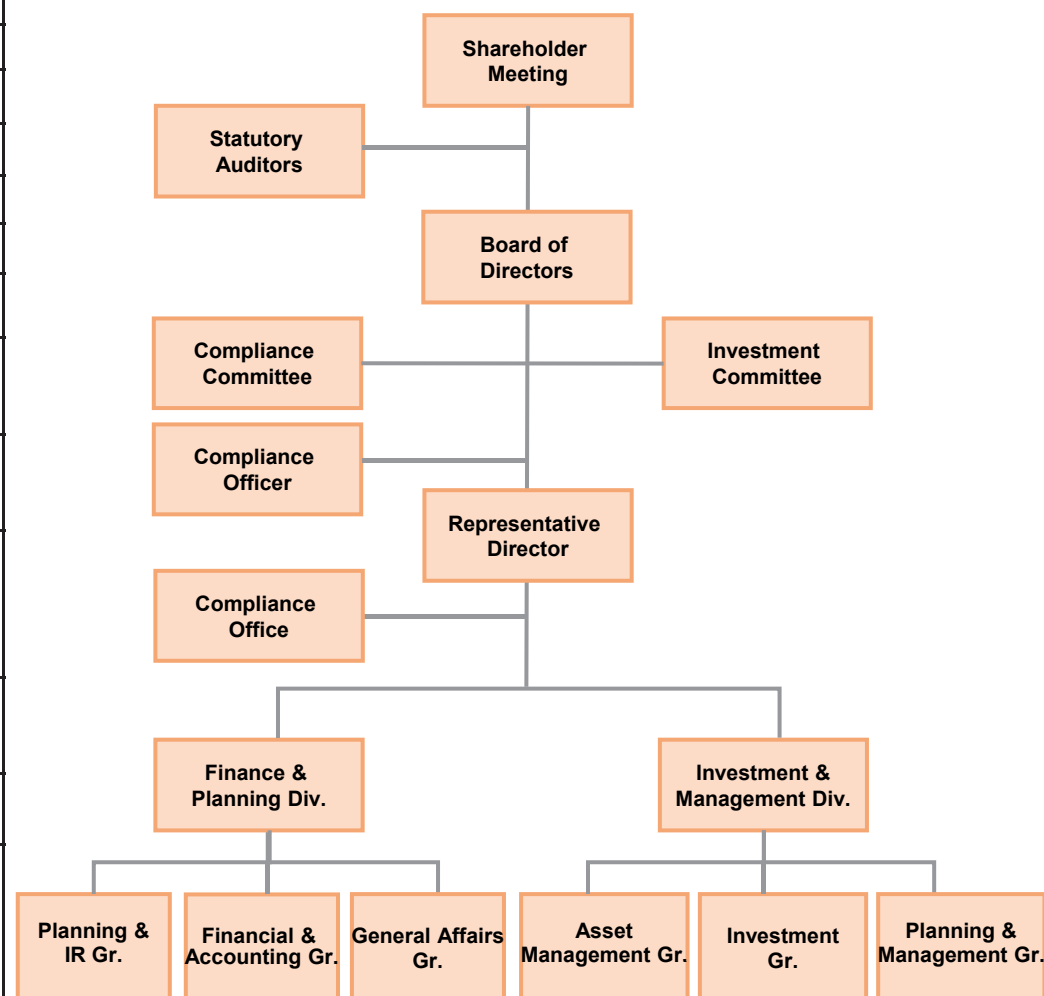 Shareholder
Meeting
Statutory
Auditors
Board of
Directors
Compliance
Committee
Investment
Committee
Compliance
Officer
Representative
Director
Compliance
Office
Finance &
Planning Div.
Investment &
Management Div.
Planning &
IR Gr.
Financial &
Accounting Gr.
General Affairs
Gr.
Asset
Management Gr.
Investment
Gr.
Planning &
Management Gr.